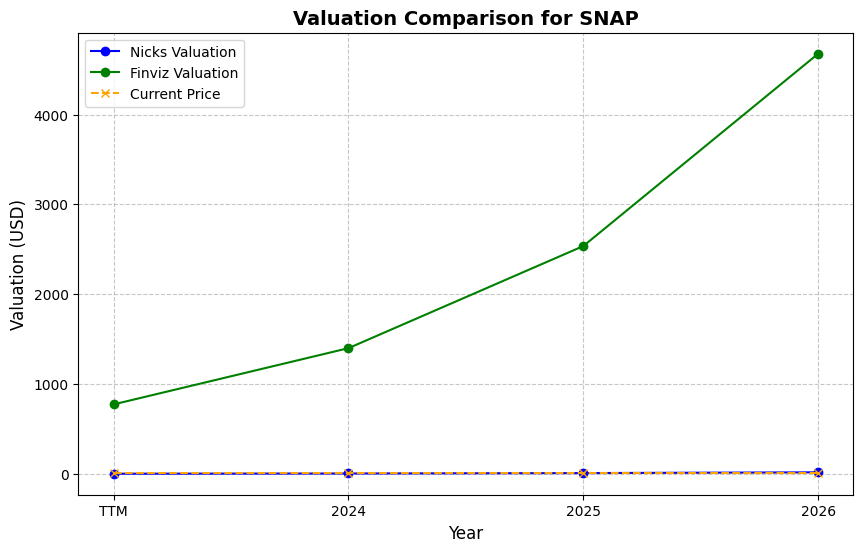 Valuation Comparison for SNAP
Nicks Valuation
Finviz Valuation
Current Price
Valuation (USD)
4000
3000
2000
1000
0
TTM 2024 2025 2026
Year